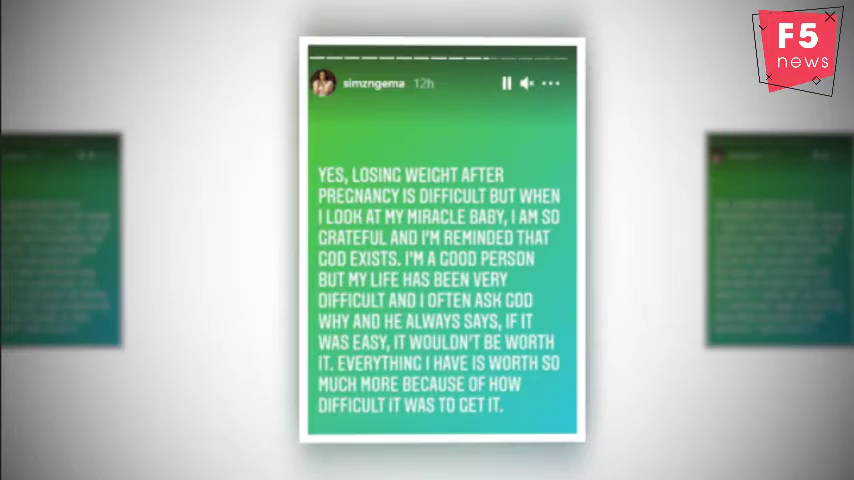 F5
news
simzngema 12h
YES, LOSING WEIGHT AFTER
PREGNANCY IS DIFFICULT BUT WHEN
I LOOK AT MY MIRACLE BABY, I AM SO
GRATEFUL AND I'M REMINDED THAT
GOD EXISTS. I'M A GOOD PERSON
BUT MY LIFE HAS BEEN VERY
DIFFICULT AND I OFTEN ASK GOD
WHY AND HE ALWAYS SAYS, IF IT
WAS EASY, IT WOULDN'T BE WORTH
IT. EVERYTHING I HAVE IS WORTH SO
MUCH MORE BECAUSE OF HOW
DIFFICULT IT WAS TO GET IT.